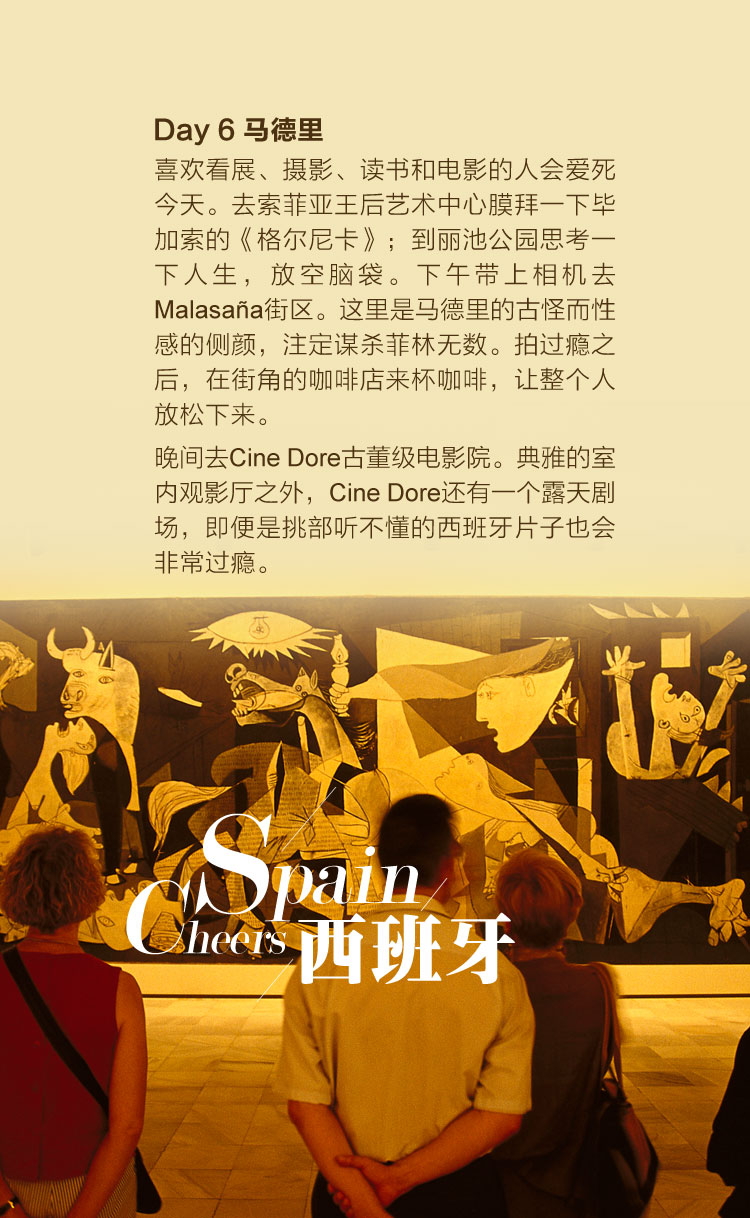 Day 6 马德里
喜欢看展、摄影、读书和电影的人会爱死
今天。去索菲亚王后艺术中心膜拜一下毕
加索的《格尔尼卡》；到丽池公园思考一
下人生，放空脑袋。下午带上相机去
Malasaña街区。这里是马德里的古怪而性
感的侧颜，注定谋杀菲林无数。拍过瘾之
后，在街角的咖啡店来杯咖啡，让整个人
放松下来。
晚间去Cine Dore古董级电影院。典雅的室
内观影厅之外，Cine Dore还有一个露天剧
场，即便是挑部听不懂的西班牙片子也会
非常过瘾。
Spain
Cheers 西班牙